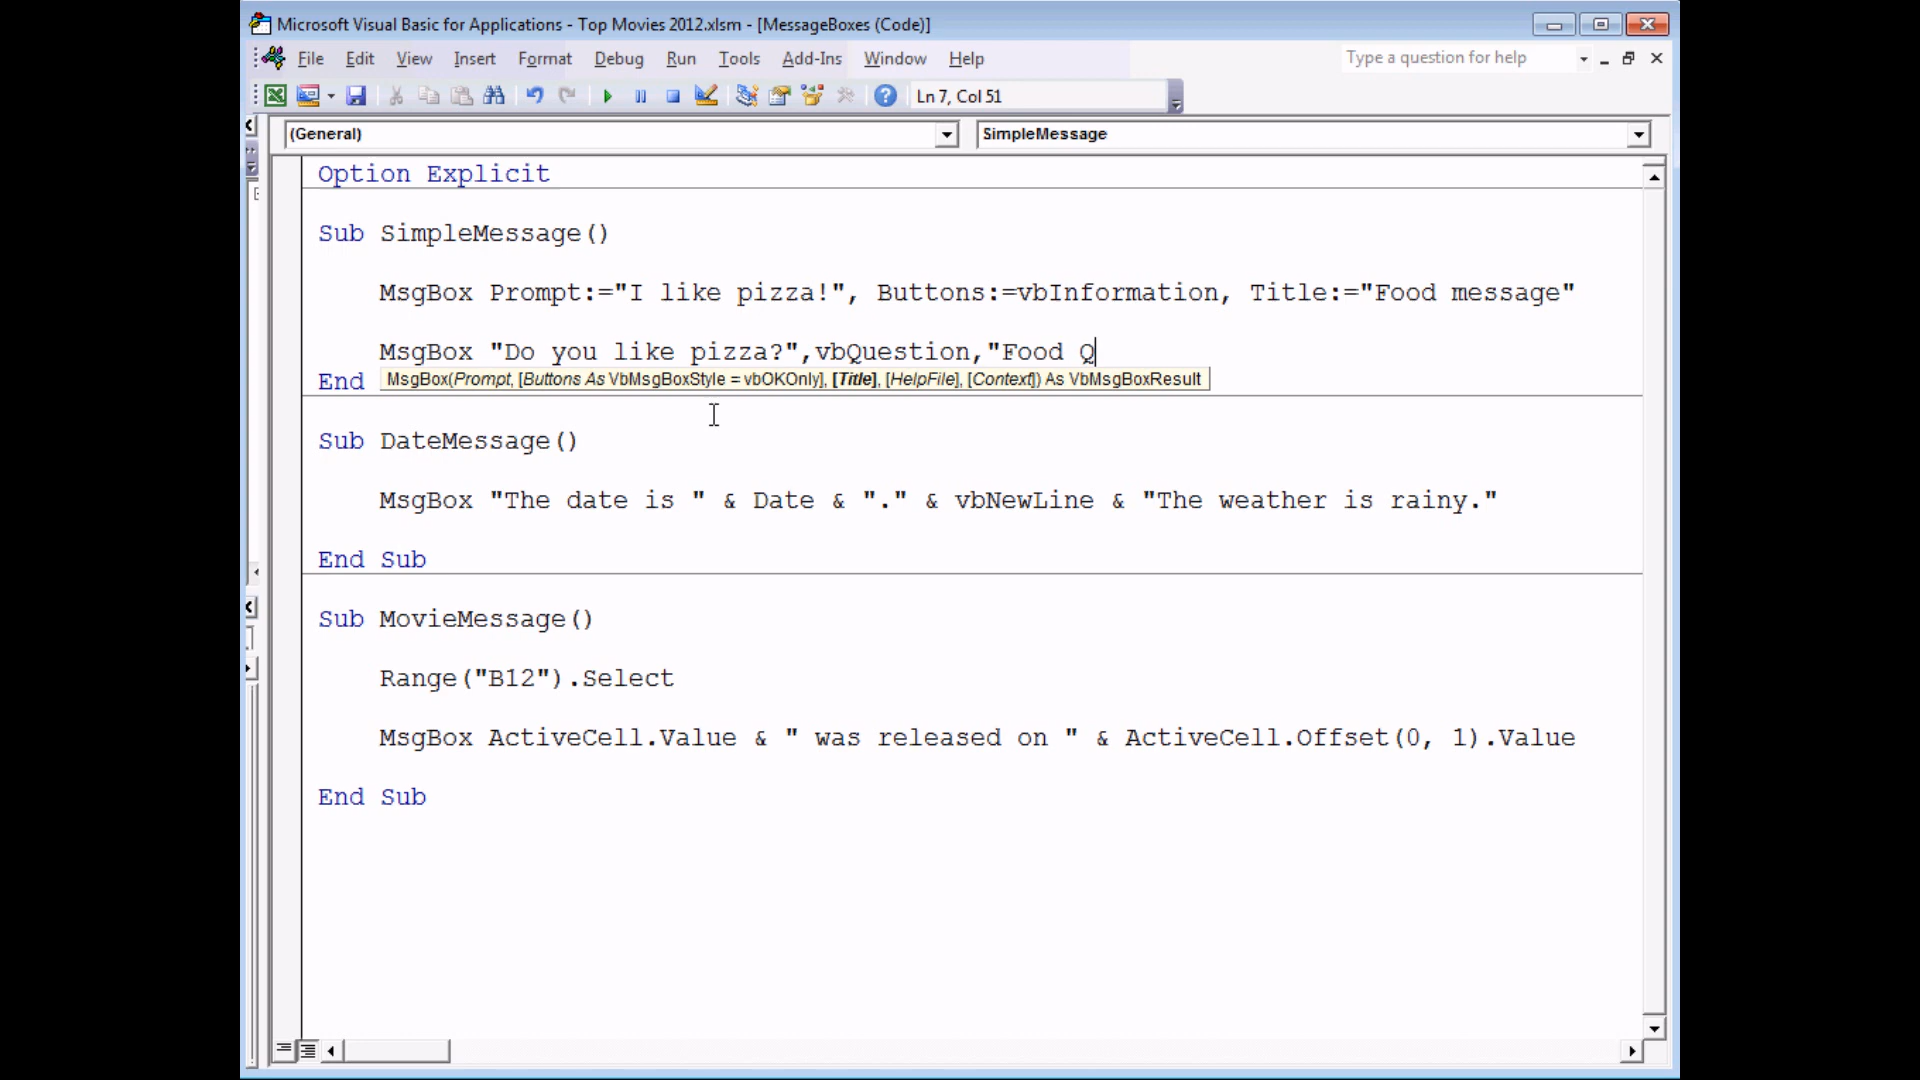 Microsoft Visual Basic for Applications - Top Movies 2012.xlsm - [MessageBoxes (Code)]
File Edit View Insert Format Debug Run Tools Add-Ins Window Help Type a question for help
Ln 7, Col 51
(General) SimpleMessage
Option Explicit
Sub SimpleMessage()
MsgBox Prompt:="I like pizza!", Buttons:=vbInformation, Title:="Food message"
MsgBox "Do you like pizza?",vbQuestion,"Food Q
End MsgBox(Prompt, [Buttons As VbMsgBoxStyle = vbOKOnly], [Title], [HelpFile], [Context]) As VbMsgBoxResult
Sub DateMessage()
MsgBox "The date is " & Date & "." & vbNewLine & "The weather is rainy."
End Sub
Sub MovieMessage()
Range("B12").Select
MsgBox ActiveCell.Value & " was released on " & ActiveCell.Offset(0, 1).Value
End Sub